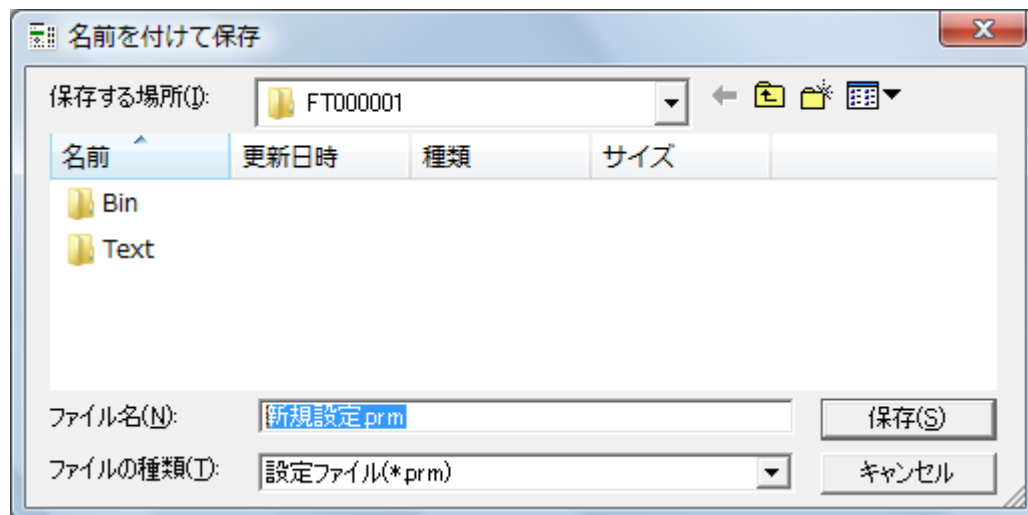 名前を付けて保存
保存する場所(I): FT000001
名前 更新日時 種類 サイズ
Bin
Text
ファイル名(N): 新規設定.prm 保存(S)
ファイルの種類(T): 設定ファイル(*.prm) キャンセル